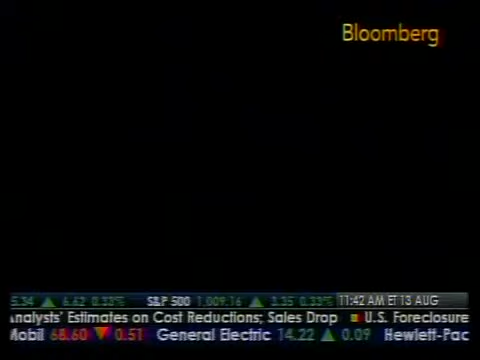 Bloomberg
5.34 ▲ 6.62 0.33% S&P 500 1,009.16 ▲ 3.35 0.33% 11:42 AM ET 13 AUG
Analysts' Estimates on Cost Reductions; Sales Drop U.S. Foreclosure
Mobil 68.60 ▼ 0.51 General Electric 14.22 ▲ 0.09 Hewlett-Pac